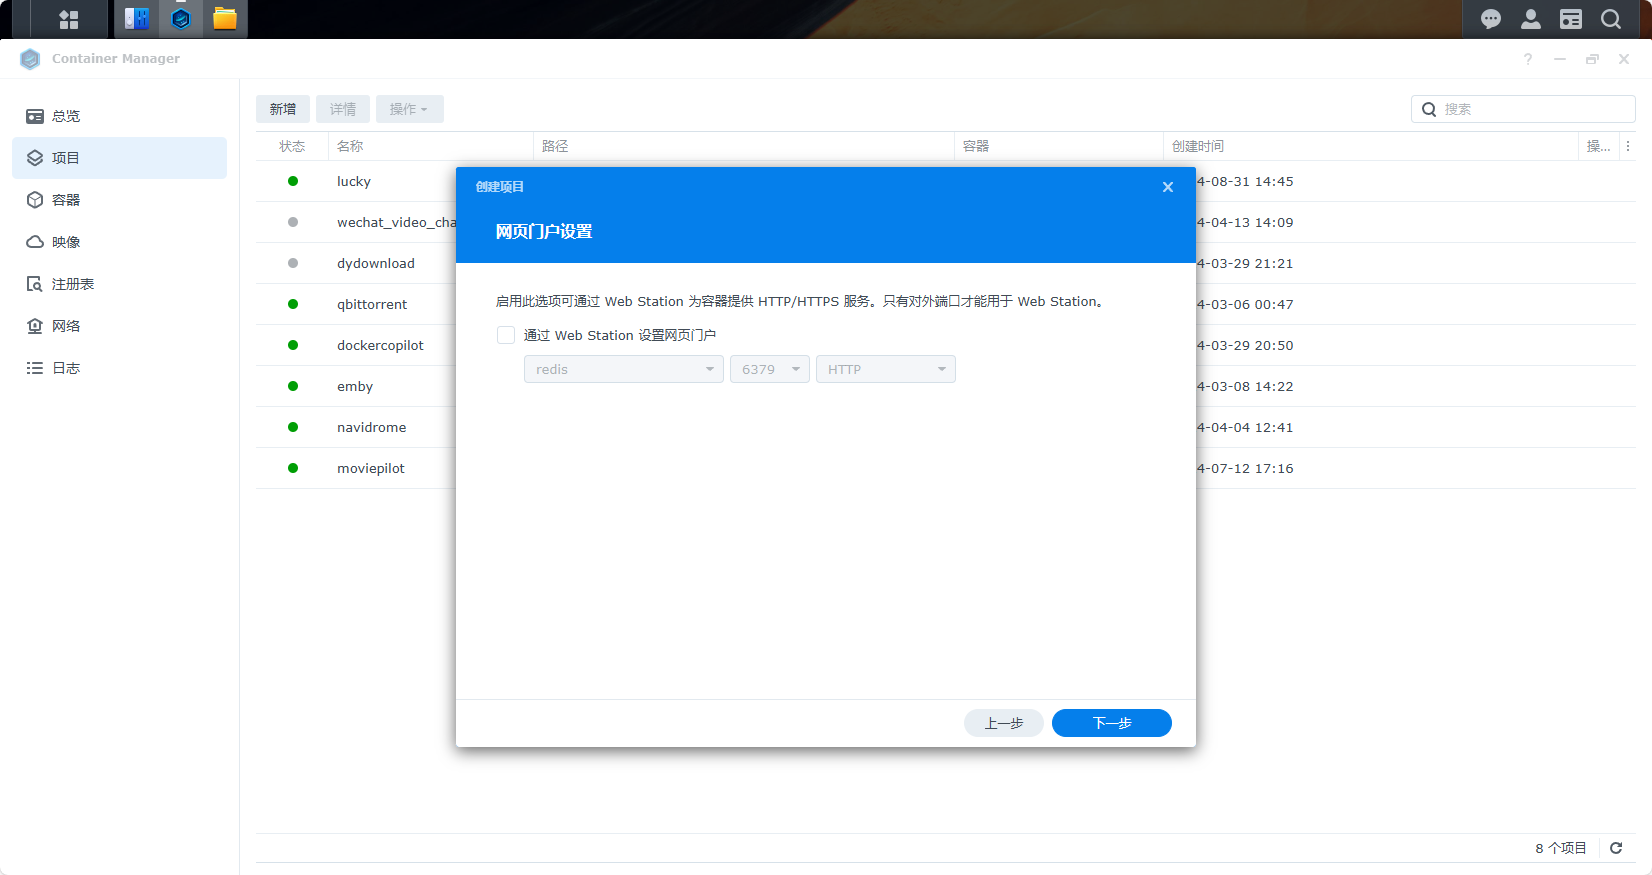 Container Manager
总览
项目
容器
映像
注册表
网络
日志
新增 详情 操作
搜索
状态 名称 路径 容器 创建时间 操...
lucky 4-08-31 14:45
wechat_video_cha 4-04-13 14:09
dydownload 4-03-29 21:21
qbittorrent 4-03-06 00:47
dockercopilot 4-03-29 20:50
emby 4-03-08 14:22
navidrome 4-04-04 12:41
moviepilot 4-07-12 17:16
创建项目
网页门户设置
启用此选项可通过 Web Station 为容器提供 HTTP/HTTPS 服务。只有对外端口才能用于 Web Station。
通过 Web Station 设置网页门户
redis 6379 HTTP
上一步 下一步
8 个项目